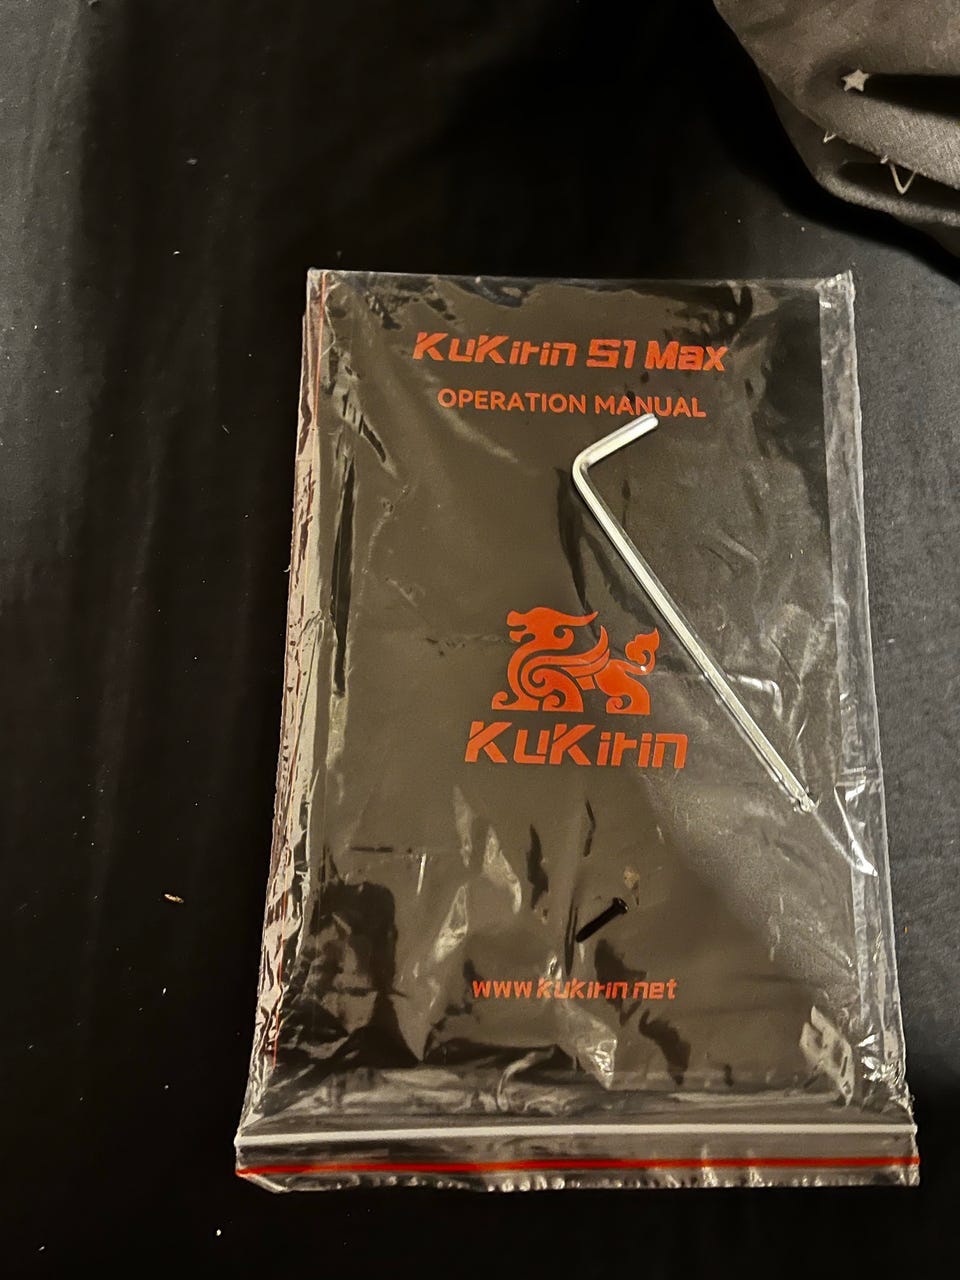 KuKirin S1 Max
OPERATION MANUAL
KuKirin
www.kukirin.net